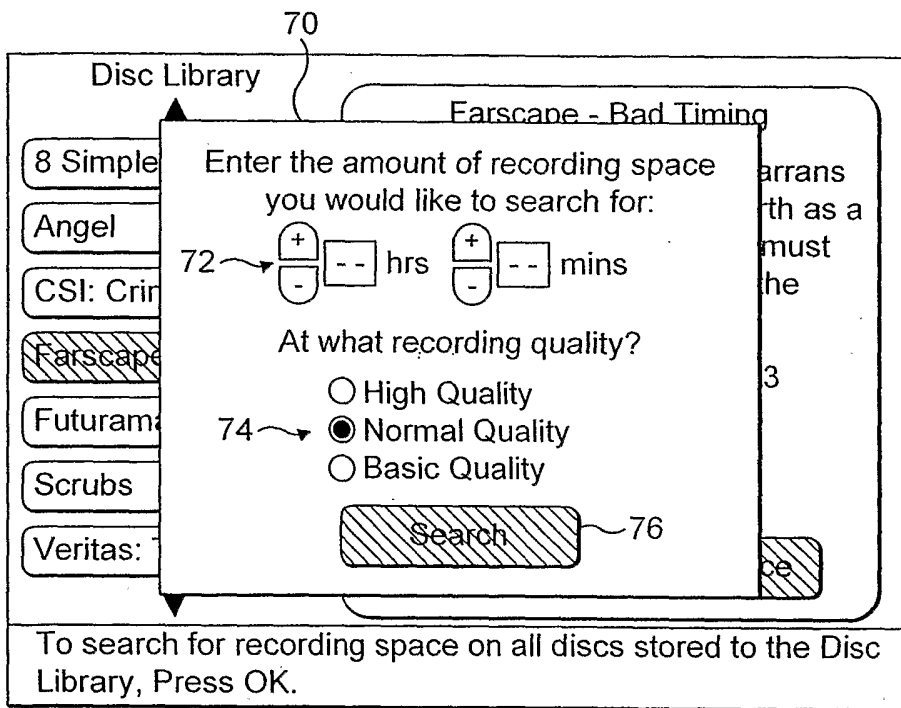 70
Disc Library
Farscape - Bad Timing
8 Simple
Angel
CSI: Crim
Farscape
Futurama
Scrubs
Veritas:
Enter the amount of recording space
you would like to search for:
72
+ - -- hrs + - -- mins
At what recording quality?
High Quality
74 Normal Quality
Basic Quality
Search 76
arrans
rth as a
must
the
3
ce
To search for recording space on all discs stored to the Disc
Library, Press OK.